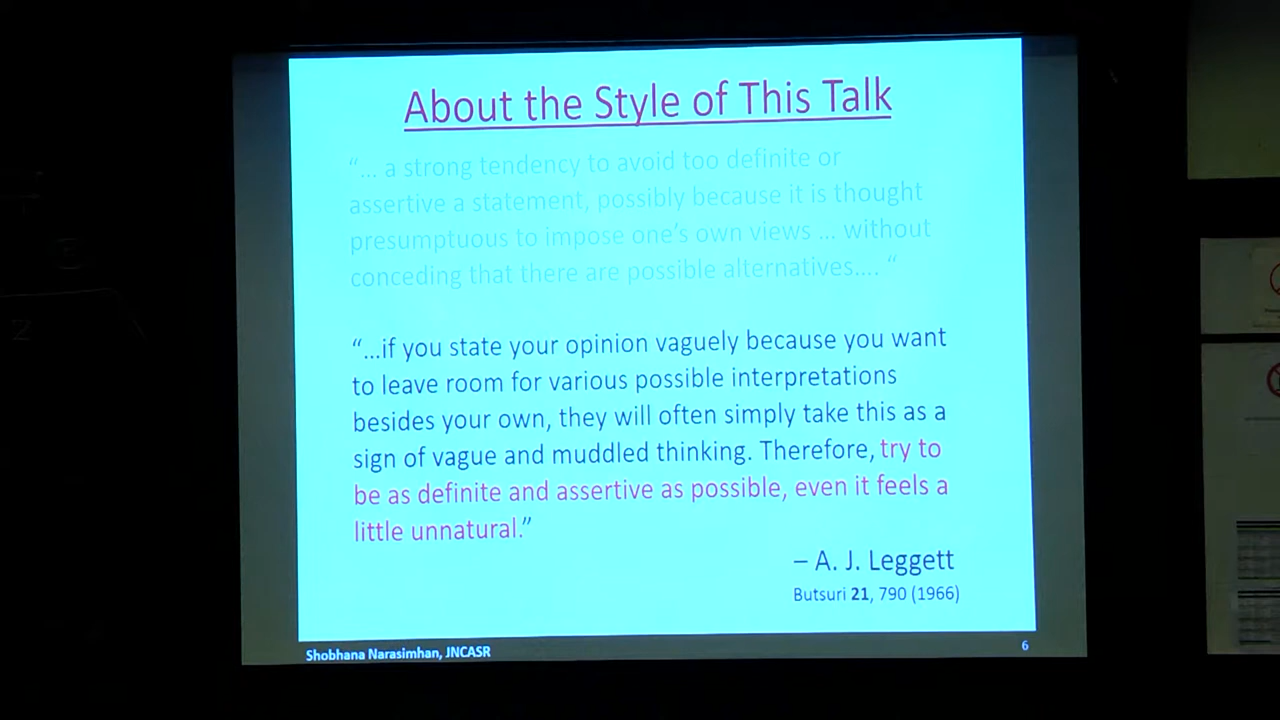 About the Style of This Talk
“... a strong tendency to avoid too definite or
assertive a statement, possibly because it is thought
presumptuous to impose one’s own views ... without
conceding that there are possible alternatives.... “
“...if you state your opinion vaguely because you want
to leave room for various possible interpretations
besides your own, they will often simply take this as a
sign of vague and muddled thinking. Therefore, try to
be as definite and assertive as possible, even it feels a
little unnatural.”
– A. J. Leggett
Butsuri 21, 790 (1966)
Shobhana Narasimhan, JNCASR
6